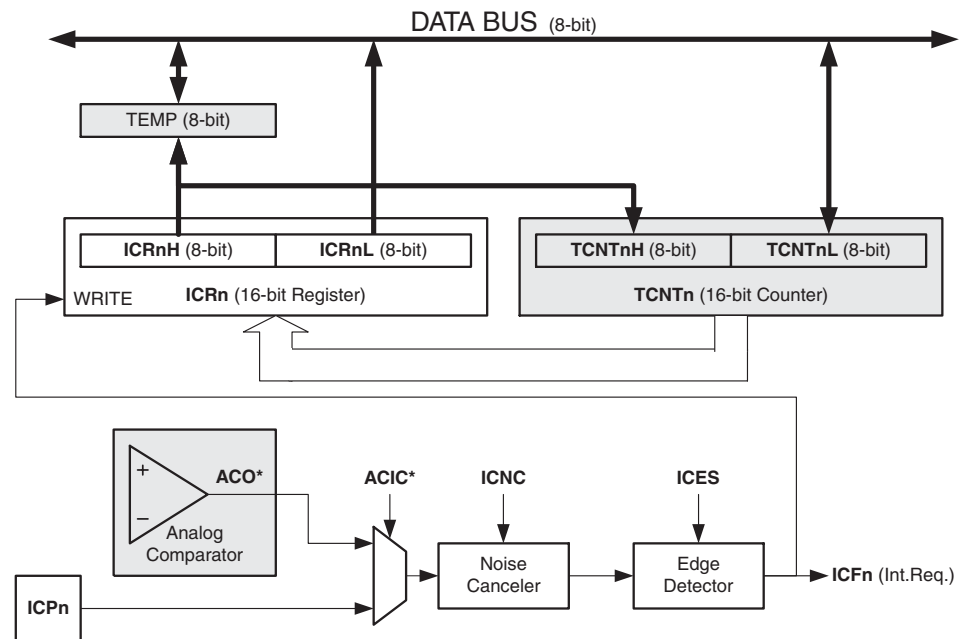 DATA BUS (8-bit)
TEMP (8-bit)
ICRnH (8-bit)
ICRnL (8-bit)
TCNTnH (8-bit)
TCNTnL (8-bit)
WRITE
ICRn (16-bit Register)
TCNTn (16-bit Counter)
+
−
ACO*
Analog
Comparator
ACIC*
ICNC
ICES
Noise
Canceler
Edge
Detector
ICFn (Int.Req.)
ICPn